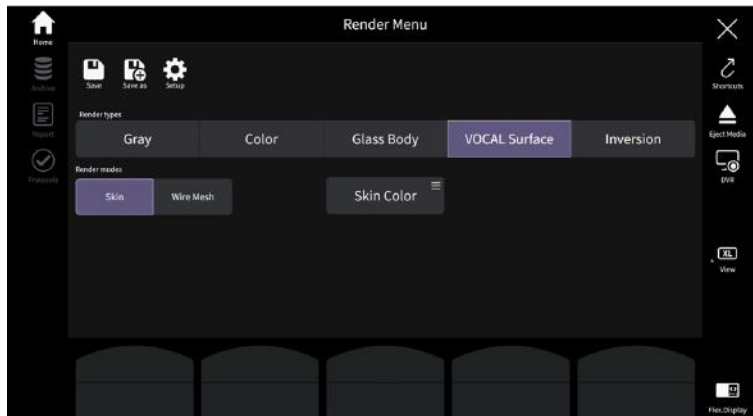 Render Menu
Home
Archive
Report
Protocols
Save
Save as
Setup
Render types
Gray
Color
Glass Body
VOCAL Surface
Inversion
Render modes
Skin
Wire Mesh
Skin Color
Shortcuts
Eject Media
DVR
XL
View
Flex.Display